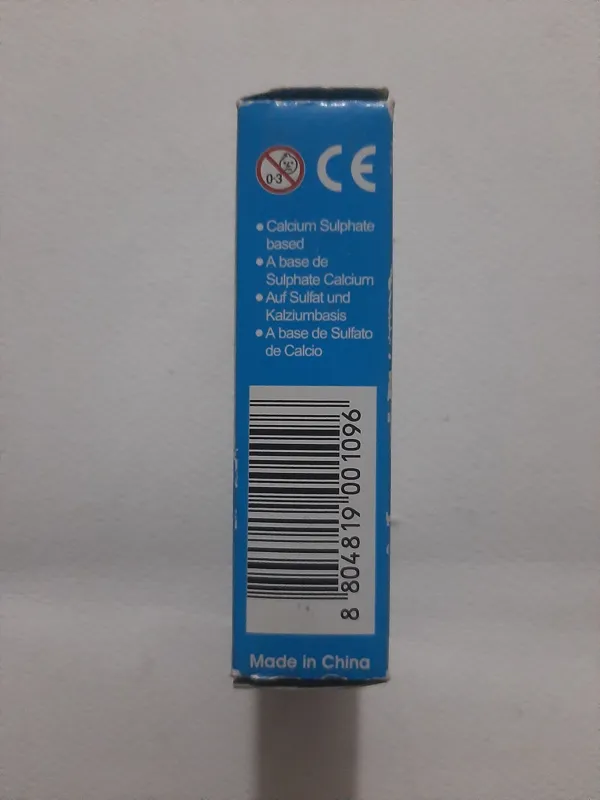 0-3 CE
• Calcium Sulphate
based
• A base de
Sulphate Calcium
• Auf Sulfat und
Kalziumbasis
• A base de Sulfato
de Calcio
8 804819 001096
Made in China